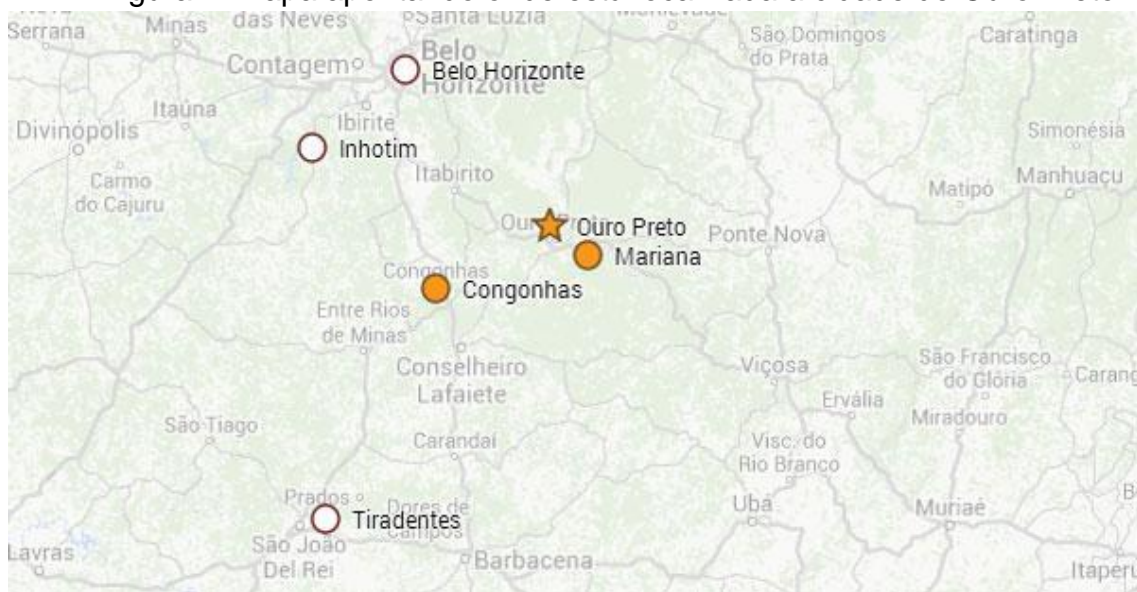 das Neves
Santa Luzia
Serrana
Minas
São Domingos
do Prata
Caratinga
Contagem
Belo
Horizonte
Belo Horizonte
Itaúna
Ibirite
Divinópolis
Inhotim
Simonésia
Carmo
do Cajuru
Itabirito
Matipó
Manhuaçu
Ouro Preto
Ponte Nova
Mariana
Congonhas
Congonhas
Entre Rios
de Minas
Conselheiro
Lafaiete
Viçosa
São Francisco
do Glória
Carang
Ervália
Miradouro
São Tiago
Carandaí
Visc. do
Rio Branco
Prados
Dores de
Campos
Ubá
Muriaé
Tiradentes
São João
Del Rei
Lavras
Barbacena
Itaperu